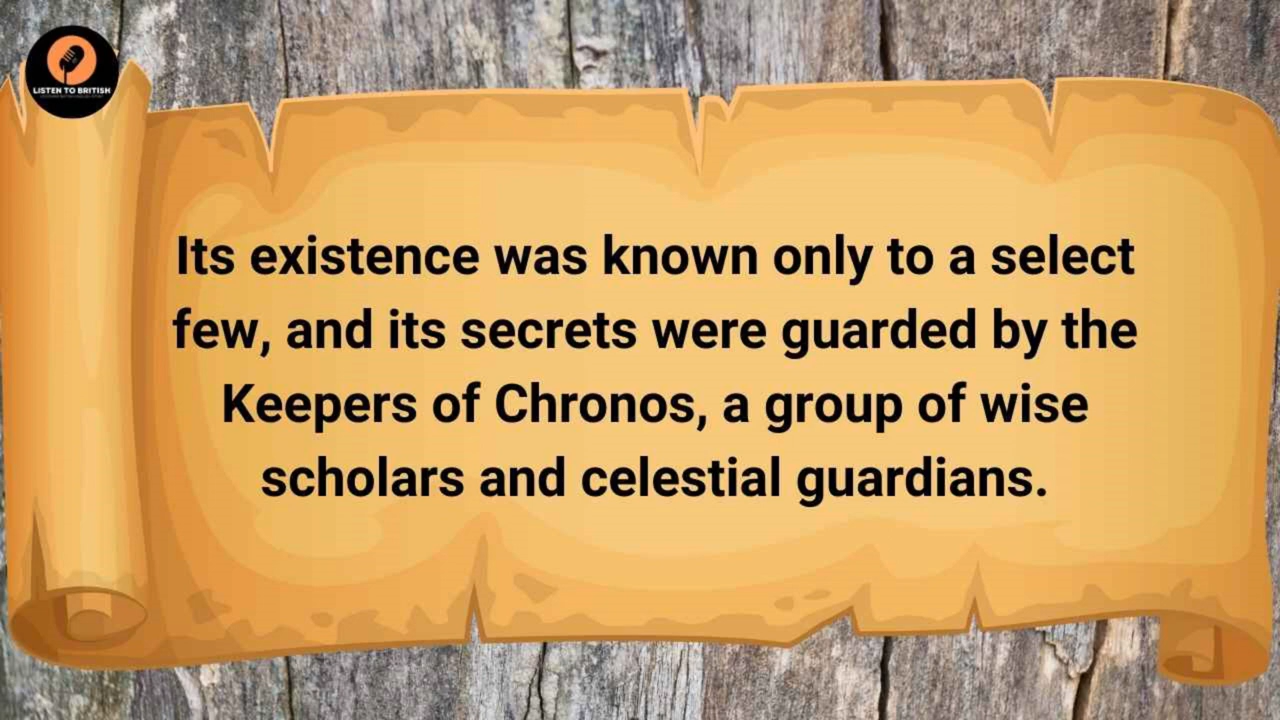 LISTEN TO BRITISH
Its existence was known only to a select
few, and its secrets were guarded by the
Keepers of Chronos, a group of wise
scholars and celestial guardians.